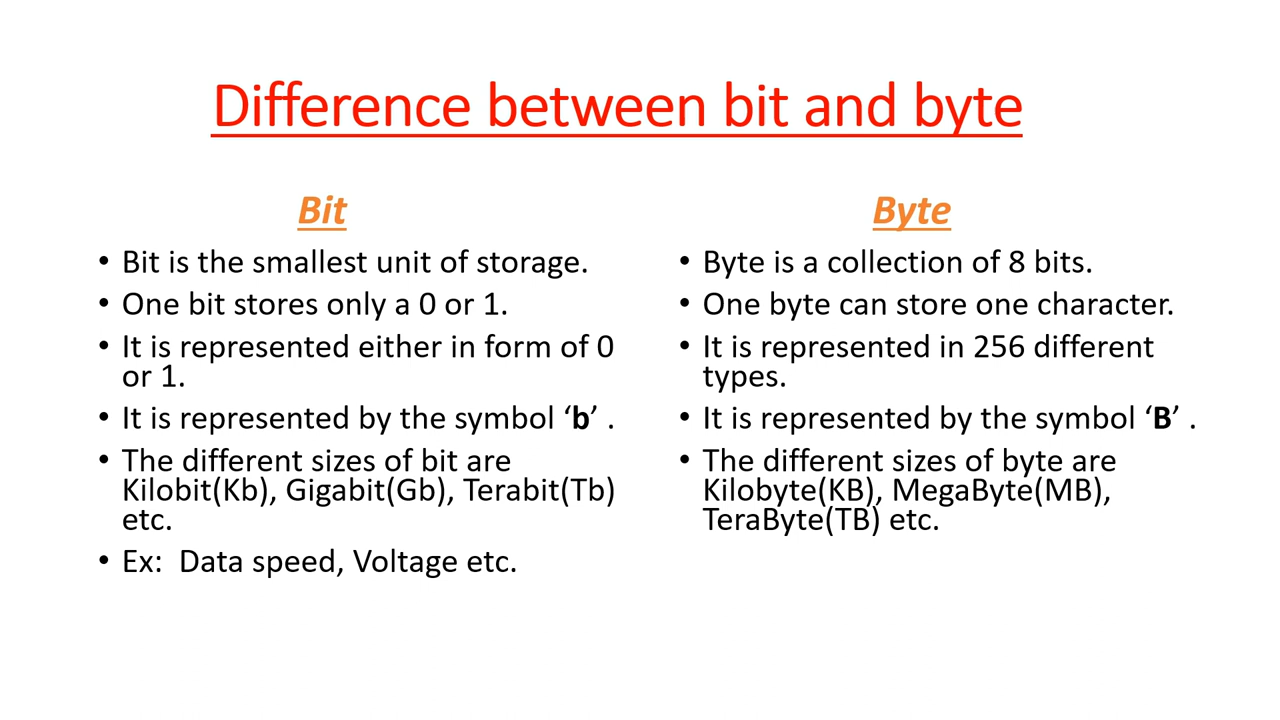 Difference between bit and byte
Bit
• Bit is the smallest unit of storage.
• One bit stores only a 0 or 1.
• It is represented either in form of 0
or 1.
• It is represented by the symbol ‘b’ .
• The different sizes of bit are
Kilobit(Kb), Gigabit(Gb), Terabit(Tb)
etc.
• Ex:  Data speed, Voltage etc.
Byte
• Byte is a collection of 8 bits.
• One byte can store one character.
• It is represented in 256 different
types.
• It is represented by the symbol ‘B’ .
• The different sizes of byte are
Kilobyte(KB), MegaByte(MB),
TeraByte(TB) etc.